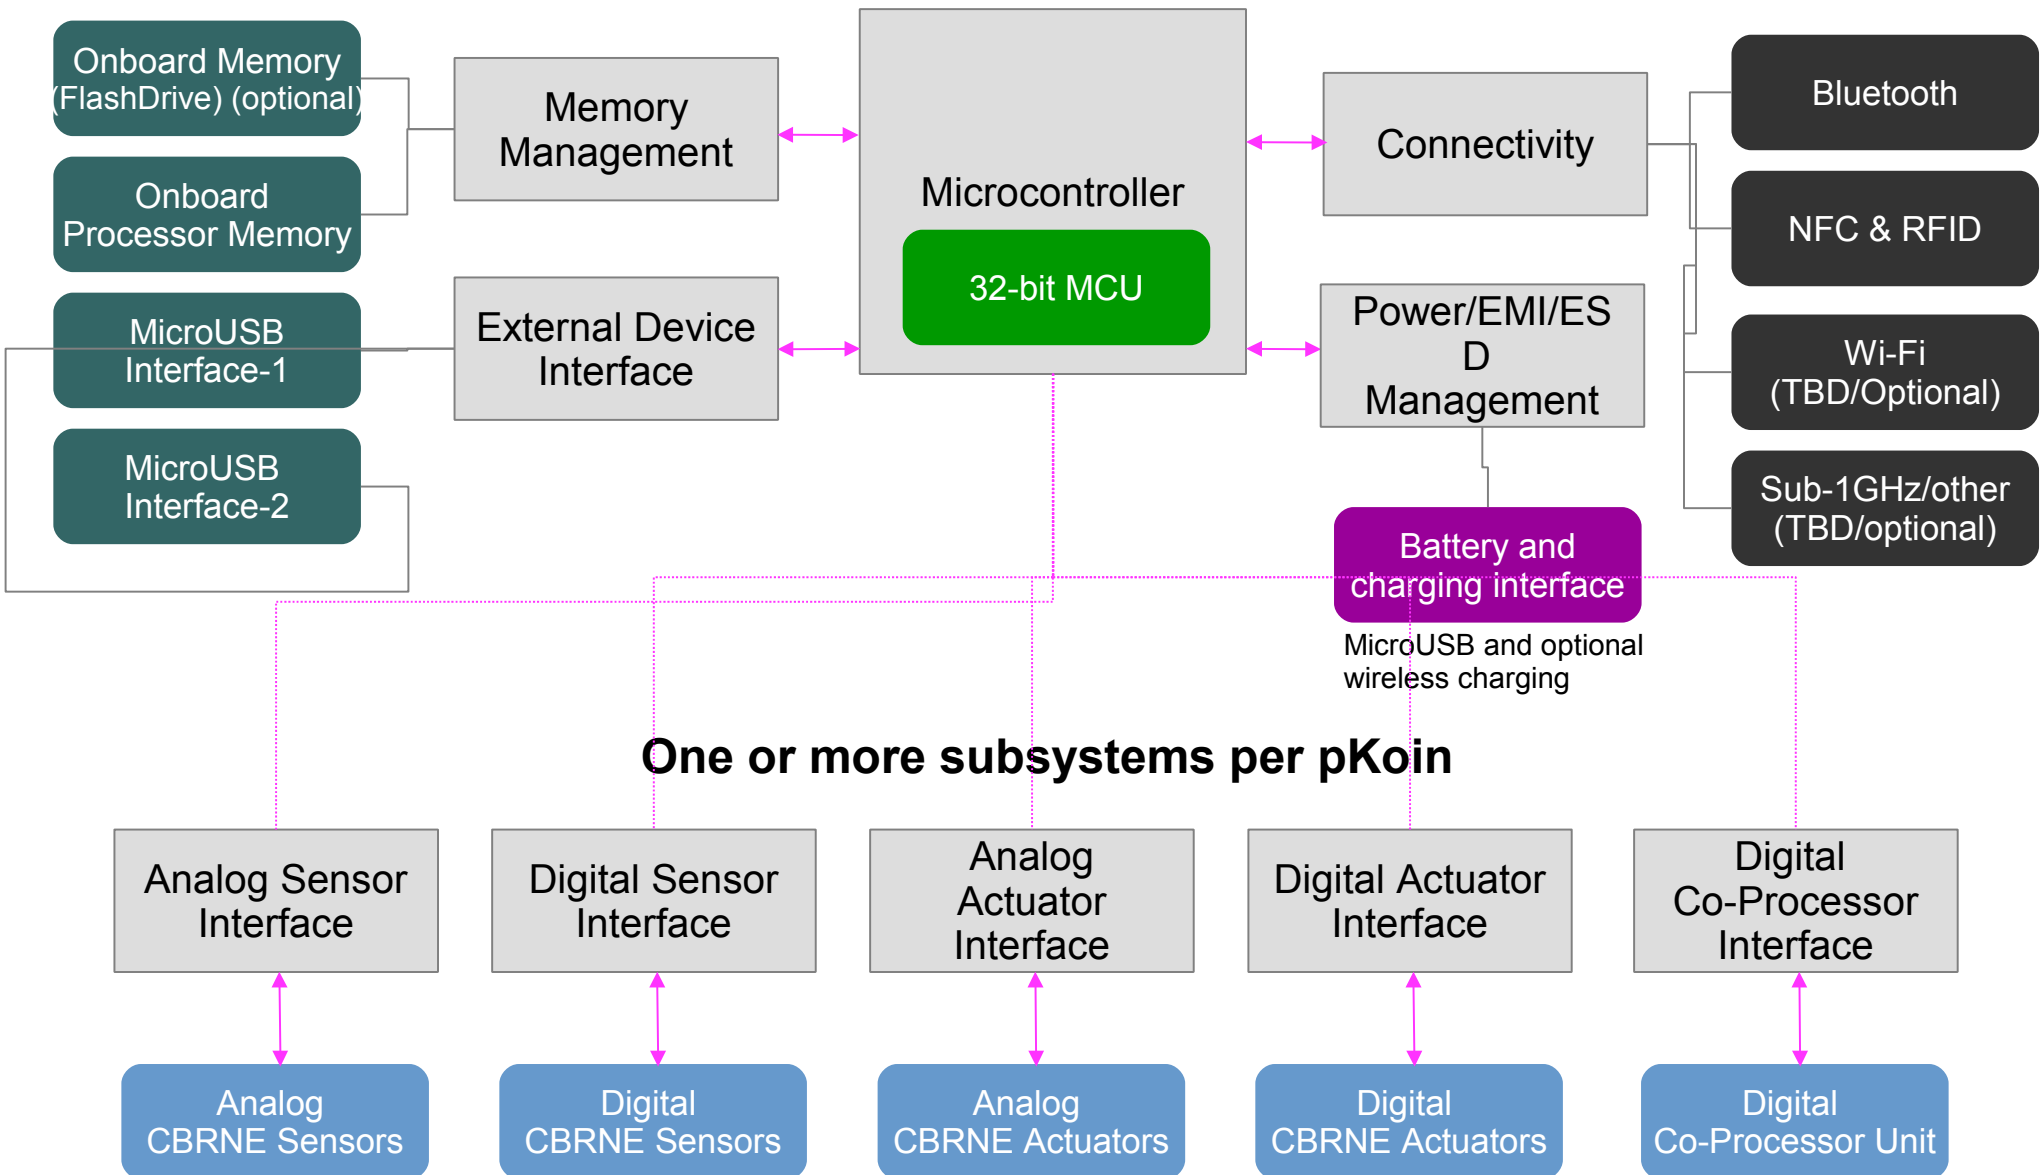 Onboard Memory
(FlashDrive) (optional)
Onboard
Processor Memory
MicroUSB
Interface-1
MicroUSB
Interface-2
Memory
Management
External Device
Interface
Microcontroller
32-bit MCU
Connectivity
Power/EMI/ES
D
Management
Battery and
charging interface
MicroUSB and optional
wireless charging
Bluetooth
NFC & RFID
Wi-Fi
(TBD/Optional)
Sub-1GHz/other
(TBD/optional)
One or more subsystems per pKoin
Analog Sensor
Interface
Digital Sensor
Interface
Analog
Actuator
Interface
Digital Actuator
Interface
Digital
Co-Processor
Interface
Analog
CBRNE Sensors
Digital
CBRNE Sensors
Analog
CBRNE Actuators
Digital
CBRNE Actuators
Digital
Co-Processor Unit